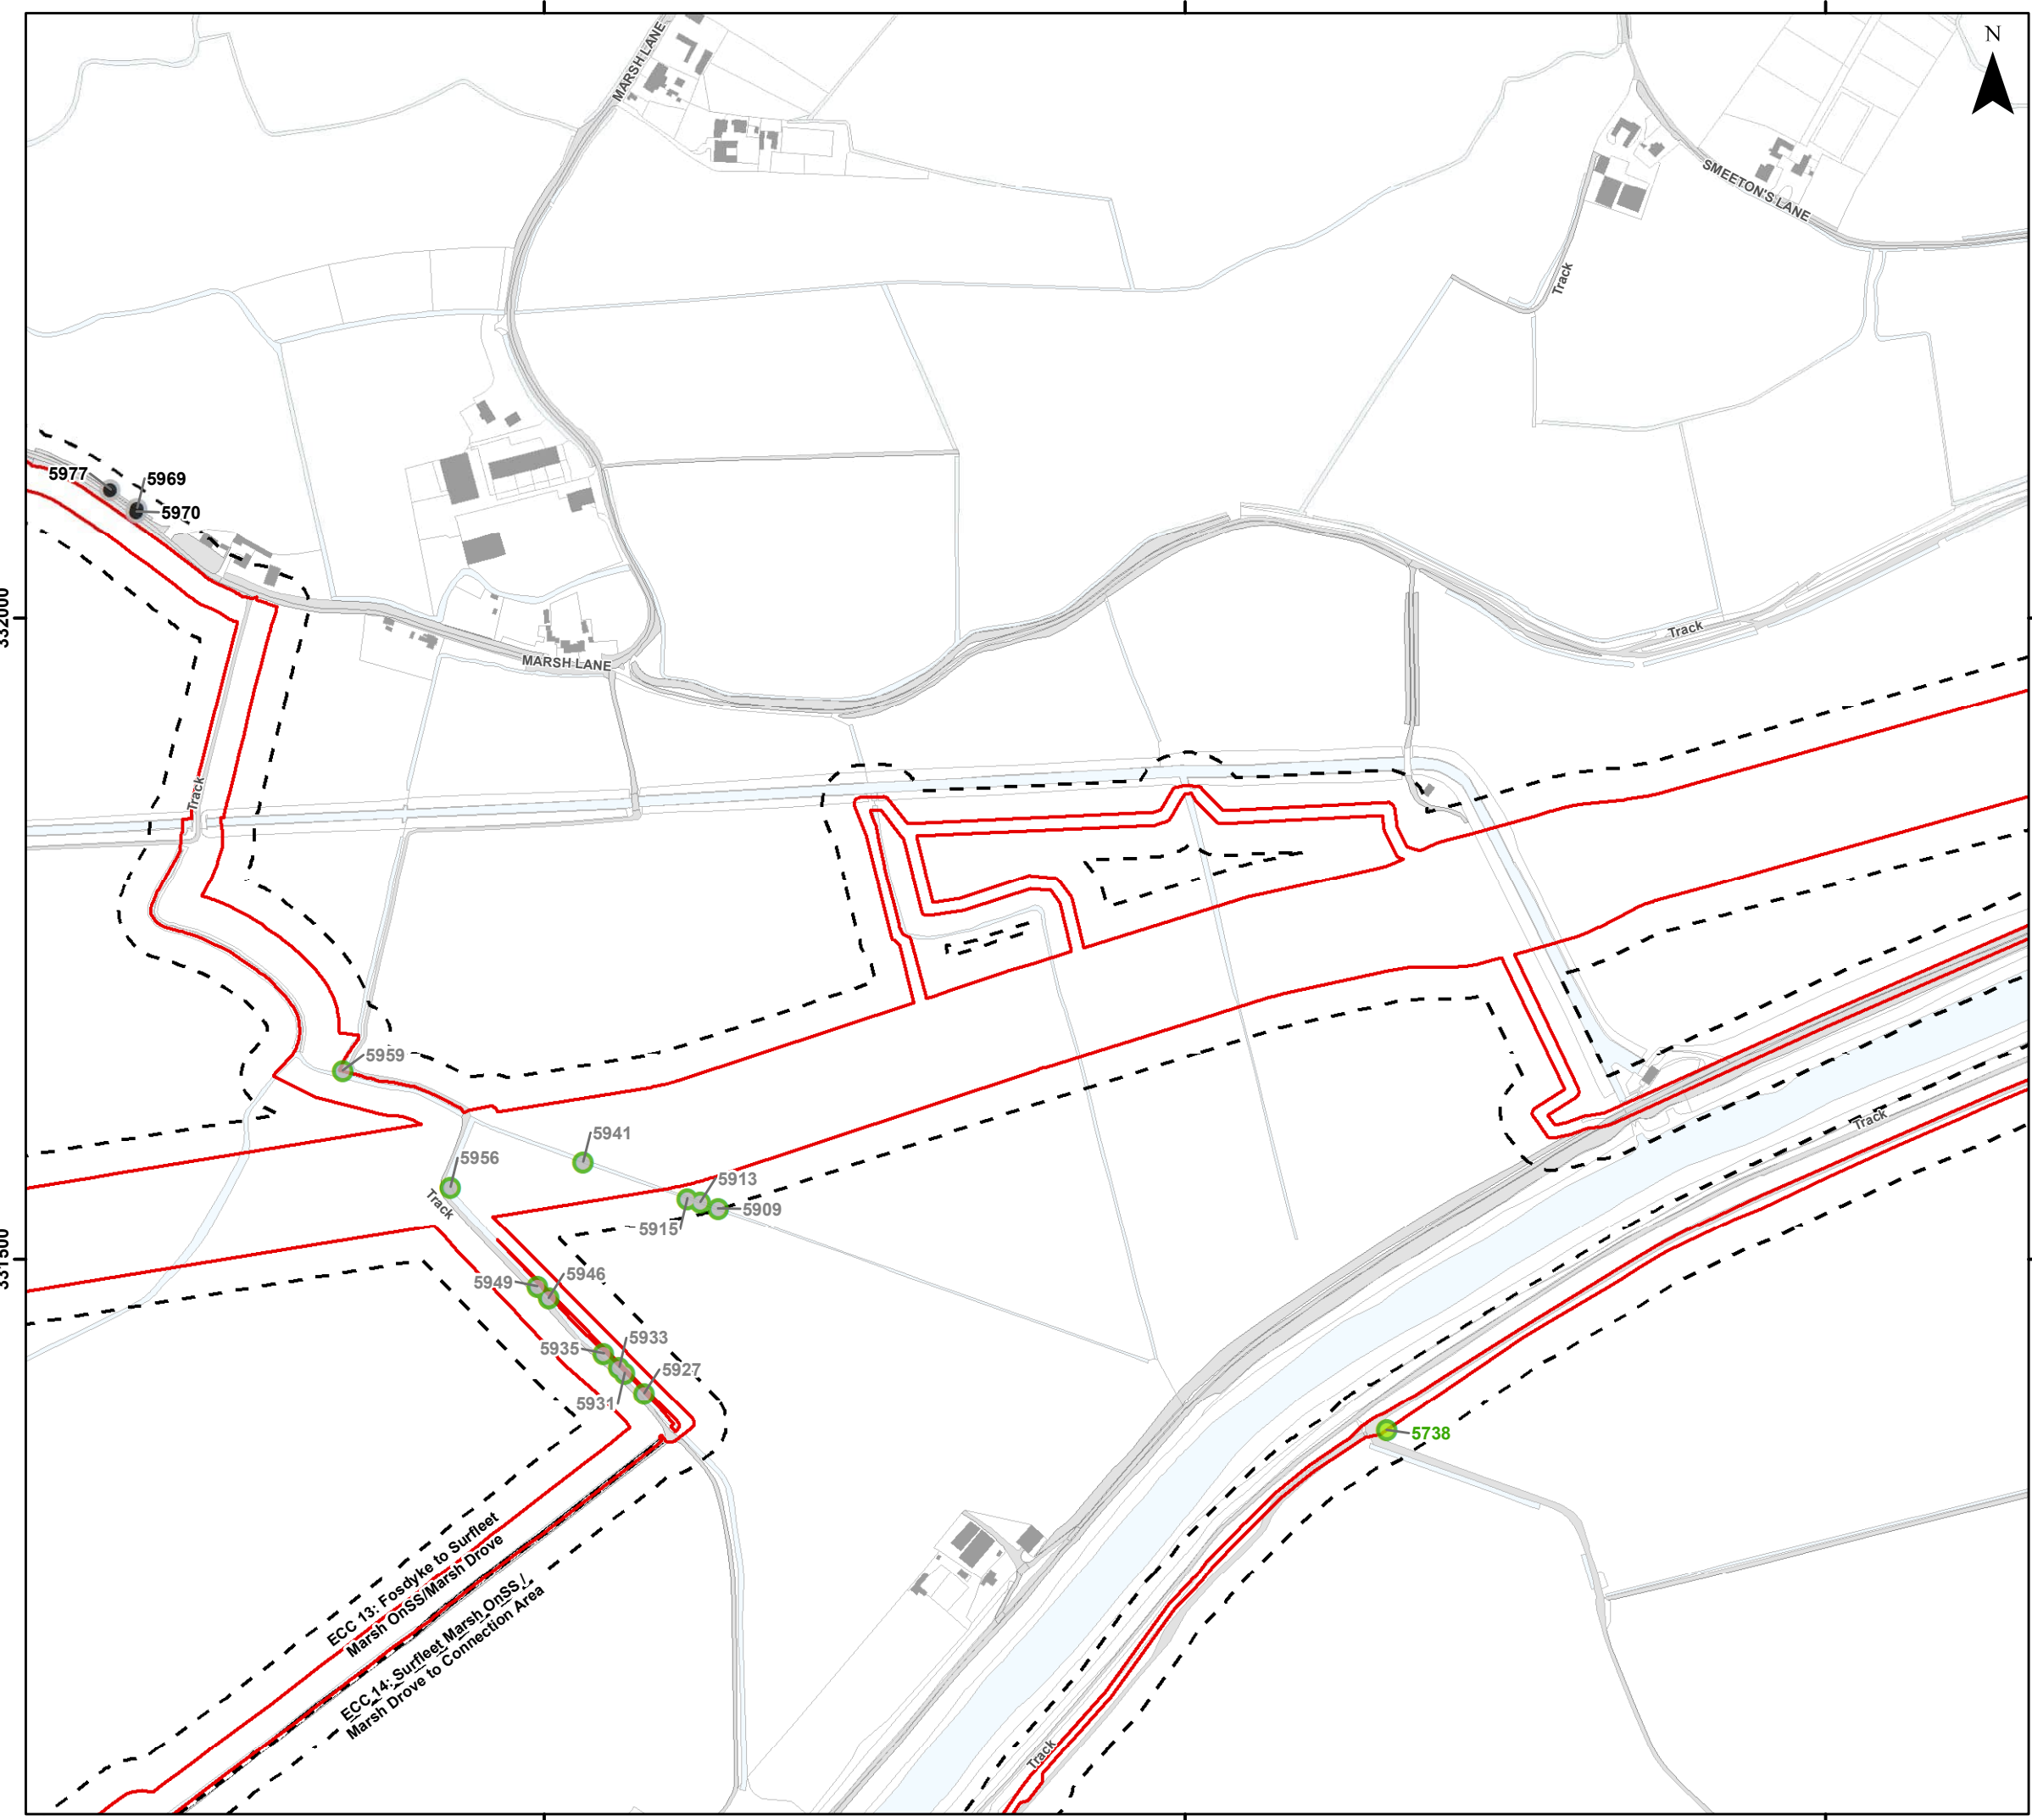 N
MARSH LANE
SMEETON'S LANE
Track
5977
5969
5970
332000
Track
MARSH LANE
Track
5959
Track
5941
5956
5913
Track
5909
5915
331500
5946
5949
5933
5935
5927
5931
5738
ECC 13: Fosdyke to Surfleet
Marsh OnSS/Marsh Drove
ECC 14: Surfleet Marsh OnSS /
Marsh Drove to Connection Area
Track